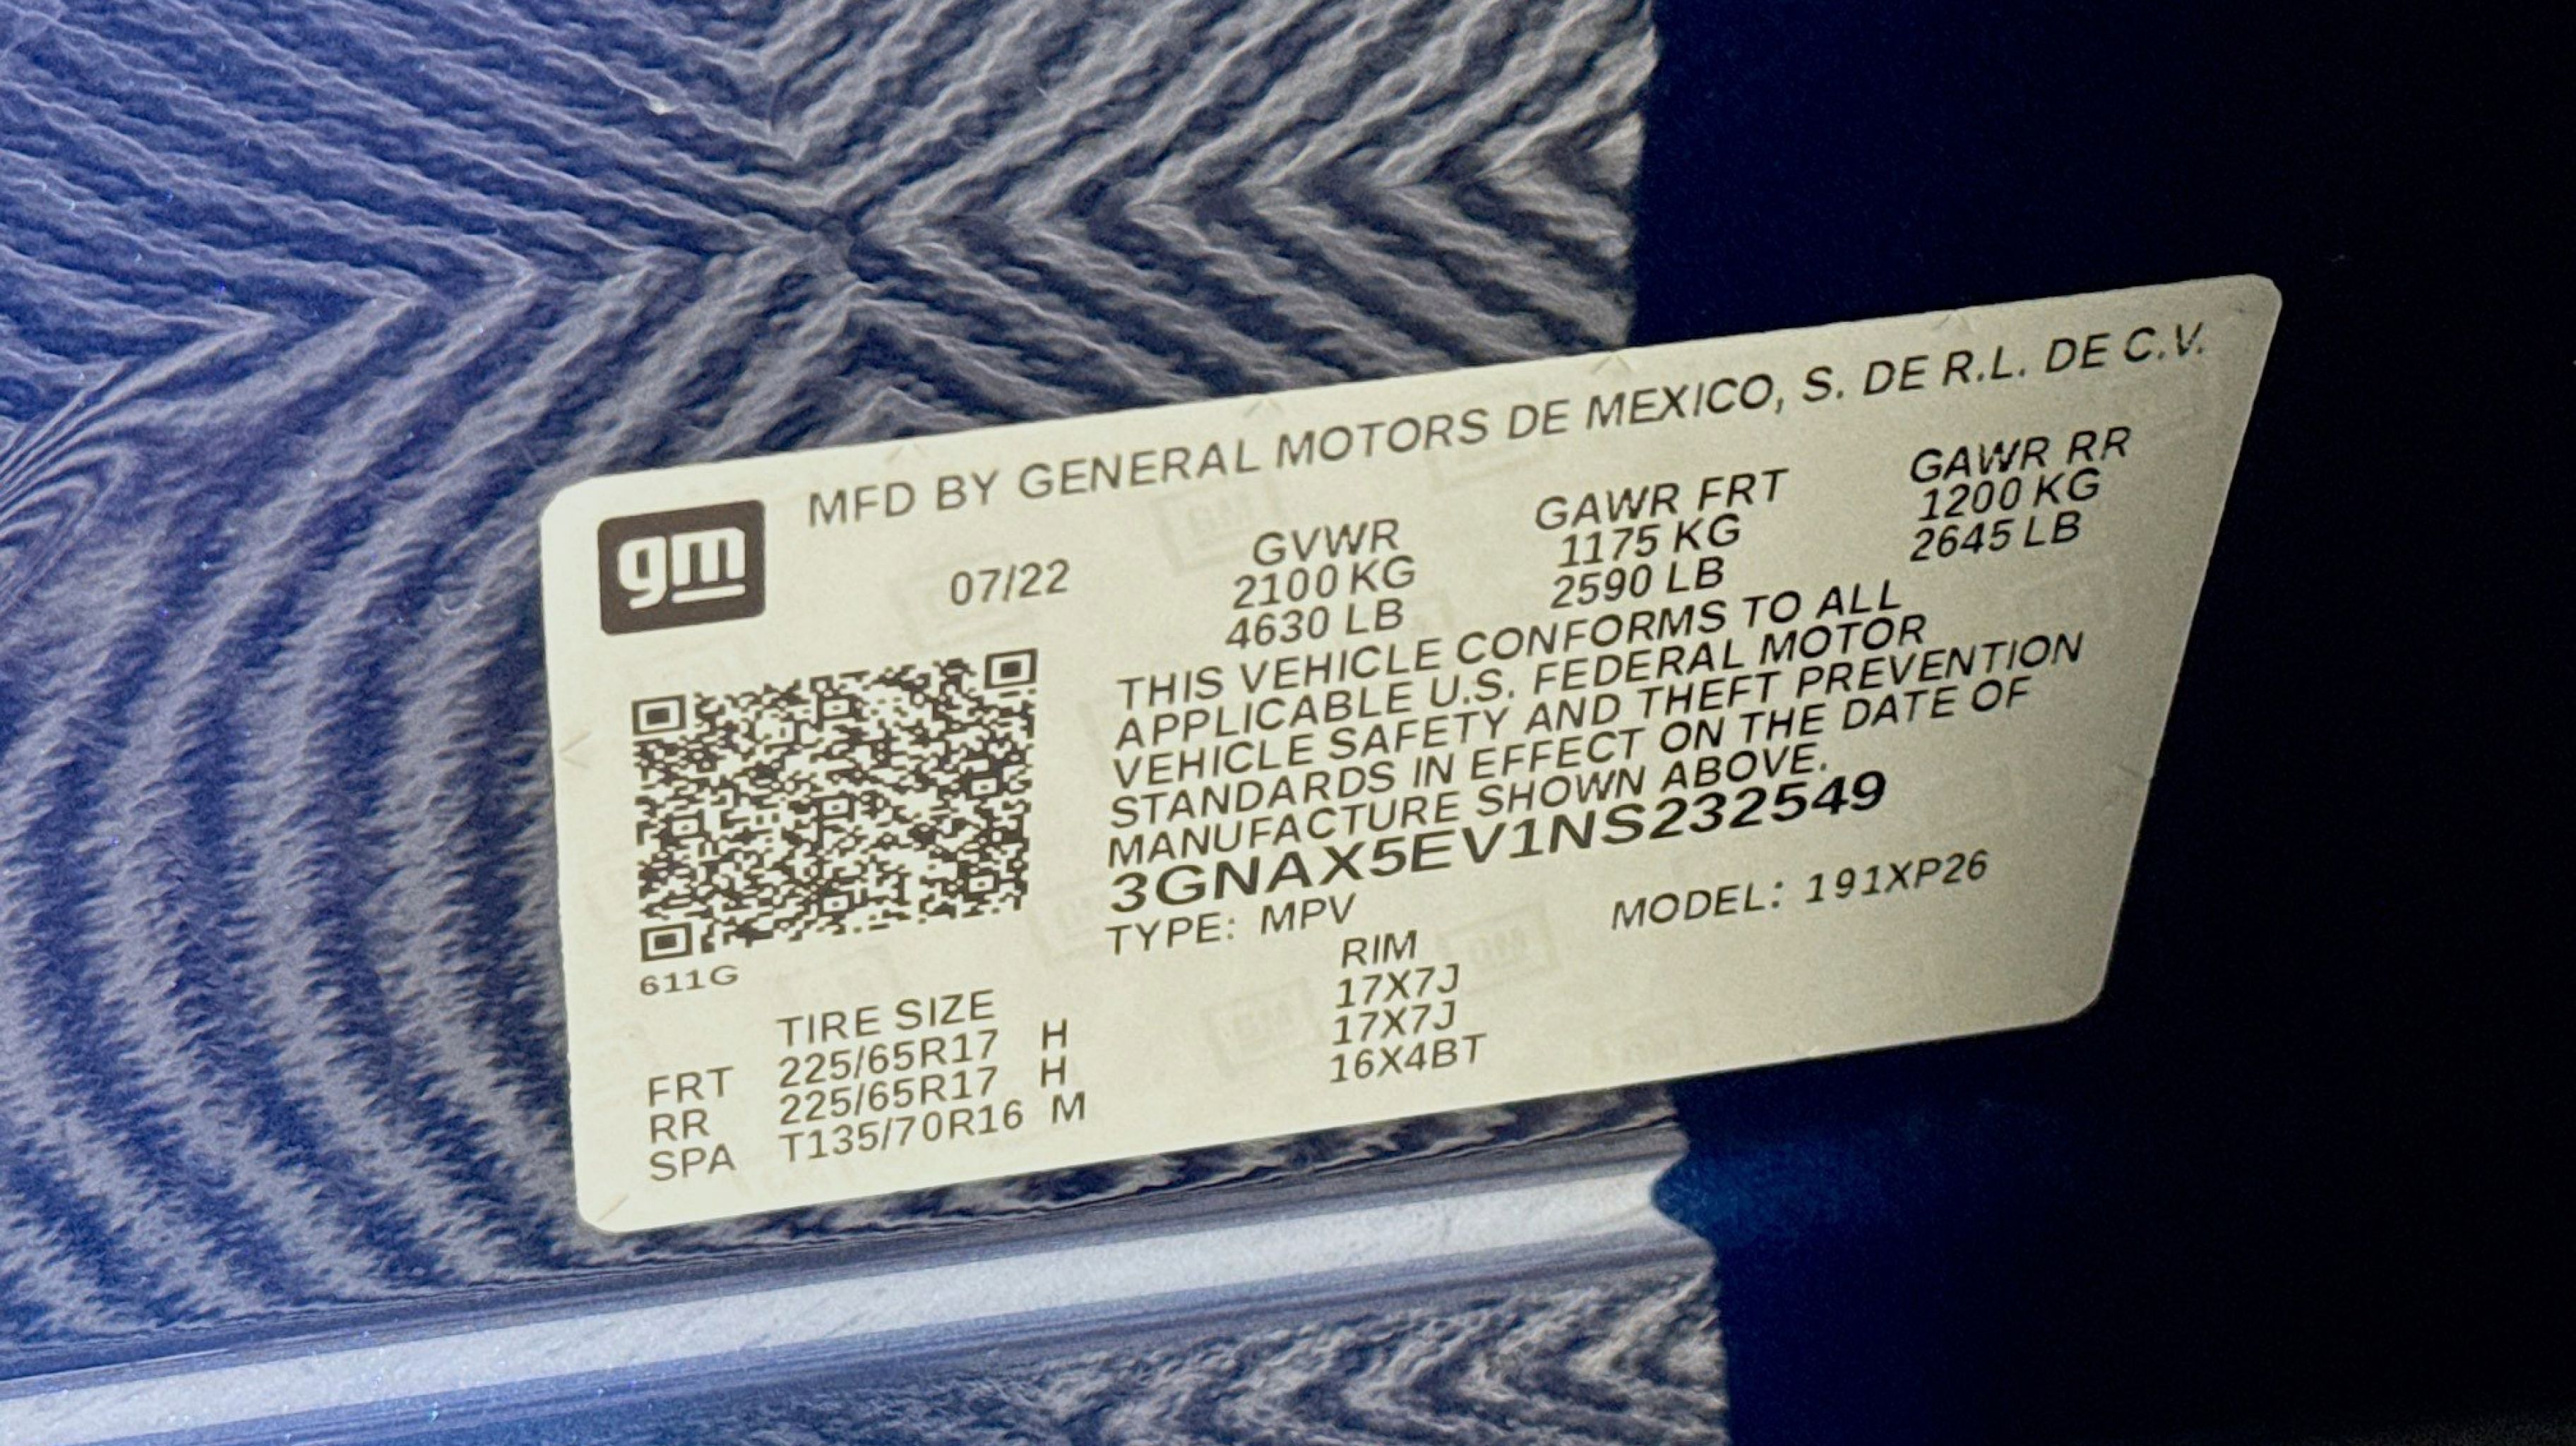 MFD BY GENERAL MOTORS DE MEXICO, S. DE R.L. DE C.V.
gm
07/22
GVWR
2100 KG
4630 LB
GAWR FRT
1175 KG
2590 LB
GAWR RR
1200 KG
2645 LB
THIS VEHICLE CONFORMS TO ALL
APPLICABLE U.S. FEDERAL MOTOR
VEHICLE SAFETY AND THEFT PREVENTION
STANDARDS IN EFFECT ON THE DATE OF
MANUFACTURE SHOWN ABOVE.
3GNAX5EV1NS232549
TYPE: MPV MODEL: 191XP26
611G
TIRE SIZE RIM
FRT 225/65R17 H 17X7J
RR 225/65R17 H 17X7J
SPA T135/70R16 M 16X4BT